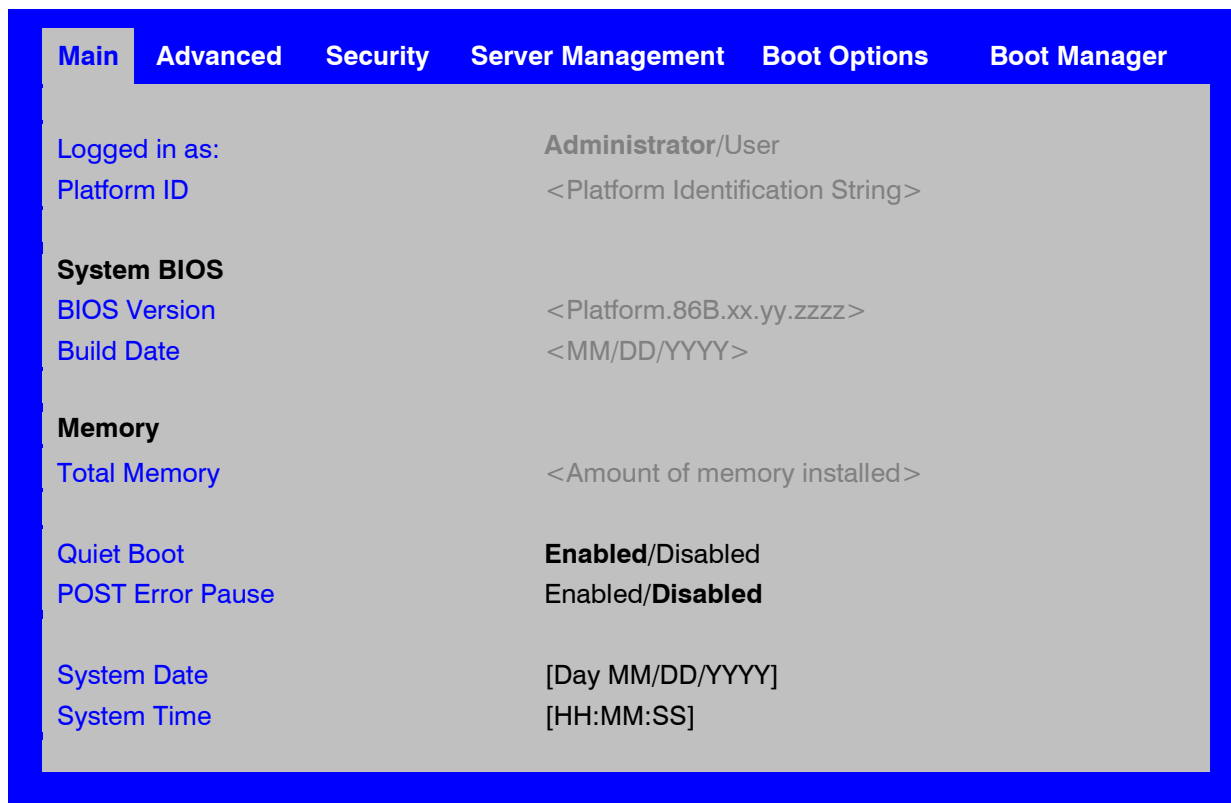 Main Advanced Security Server Management Boot Options Boot Manager
Logged in as: Administrator/User
Platform ID <Platform Identification String>
System BIOS
BIOS Version <Platform.86B.xx.yy.zzzz>
Build Date <MM/DD/YYYY>
Memory
Total Memory <Amount of memory installed>
Quiet Boot Enabled/Disabled
POST Error Pause Enabled/Disabled
System Date [Day MM/DD/YYYY]
System Time [HH:MM:SS]